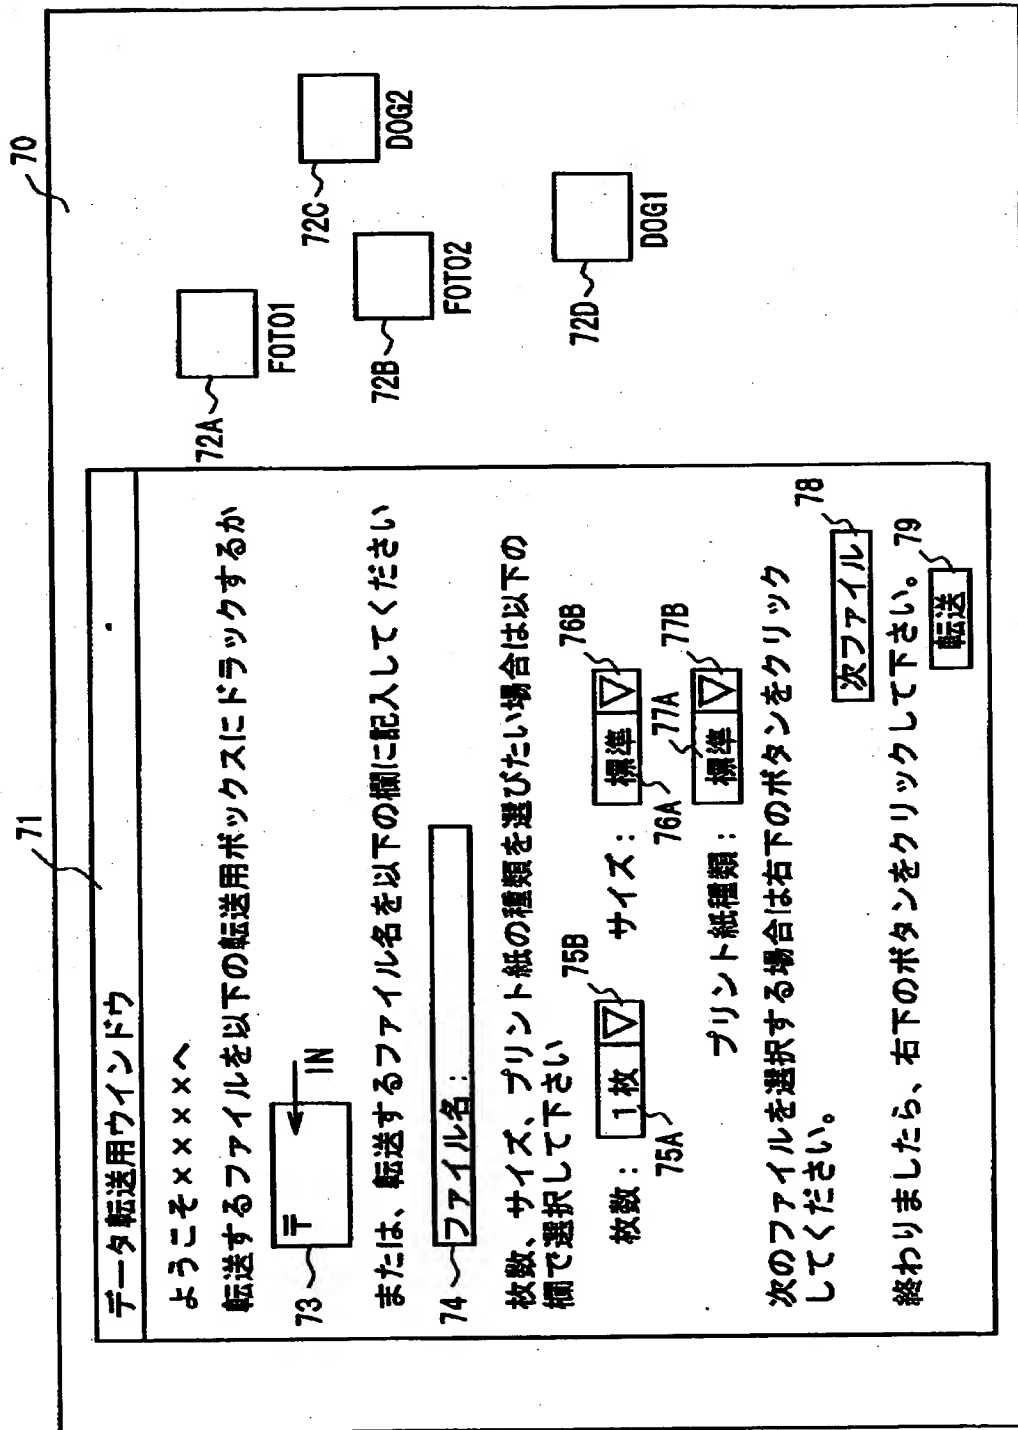 70
71
データ転送用ウインドウ
ようこそ××××へ
転送するファイルを以下の転送用ボックスにドラックするか
〒
IN
73
または、転送するファイル名を以下の欄に記入してください
74
ファイル名:
枚数、サイズ、プリント紙の種類を選びたい場合は以下の
欄で選択して下さい
枚数: 1枚 ▽
75A
75B
サイズ: 標準 ▽
76A
76B
プリント紙種類: 標準 ▽
77A
77B
次のファイルを選択する場合は右下のボタンをクリック
してください。
次ファイル
78
終わりましたら、右下のボタンをクリックして下さい。
転送
79
72A
FOTO1
72B
FOTO2
72C
DOG2
72D
DOG1